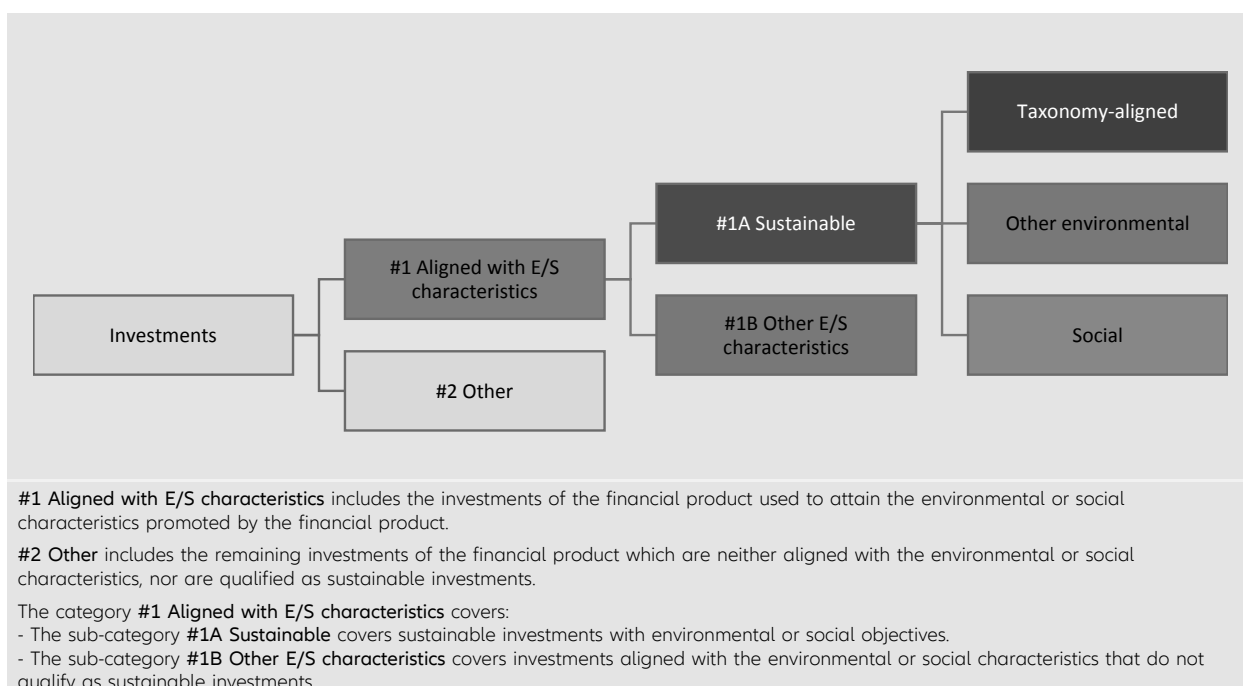 Taxonomy-aligned
#1A Sustainable
Other environmental
#1 Aligned with E/S
characteristics
Investments
#1B Other E/S
characteristics
Social
#2 Other
#1 Aligned with E/S characteristics includes the investments of the financial product used to attain the environmental or social
characteristics promoted by the financial product.
#2 Other includes the remaining investments of the financial product which are neither aligned with the environmental or social
characteristics, nor are qualified as sustainable investments.
The category #1 Aligned with E/S characteristics covers:
- The sub-category #1A Sustainable covers sustainable investments with environmental or social objectives.
- The sub-category #1B Other E/S characteristics covers investments aligned with the environmental or social characteristics that do not
qualify as sustainable investments.